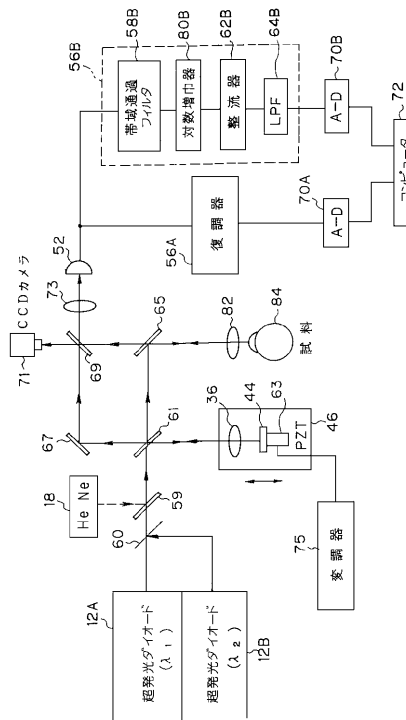 56B
58B
80B
62B
64B
帯域通過
フィルタ
対数増巾器
整流器
LPF
70B
A-D
72
コンピュータ
70A
A-D
復調器
56A
52
73
CCDカメラ
71
69
65
82
84
試料
67
61
36
44
63
PZT
46
18
He Ne
59
60
75
変調器
12A
超発光ダイオード
(λ1)
超発光ダイオード
(λ2)
12B